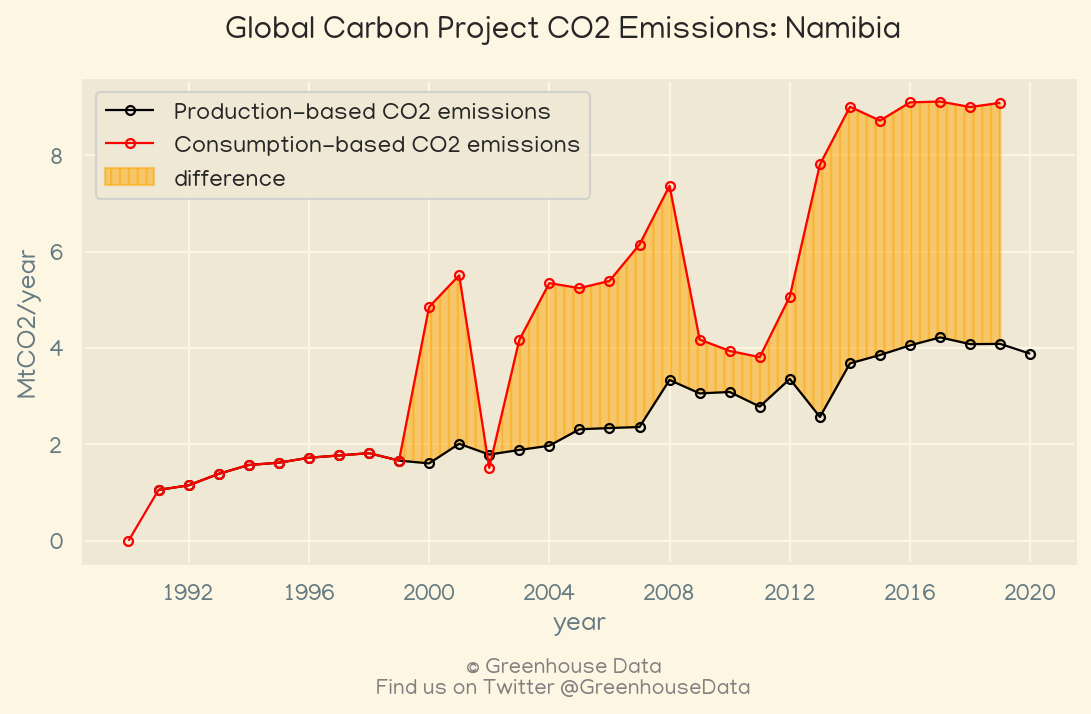 Global Carbon Project CO2 Emissions: Namibia
Production-based CO2 emissions
Consumption-based CO2 emissions
difference
MtCO2/year
8
6
4
2
0
1992 1996 2000 2004 2008 2012 2016 2020
year
© Greenhouse Data
Find us on Twitter @GreenhouseData